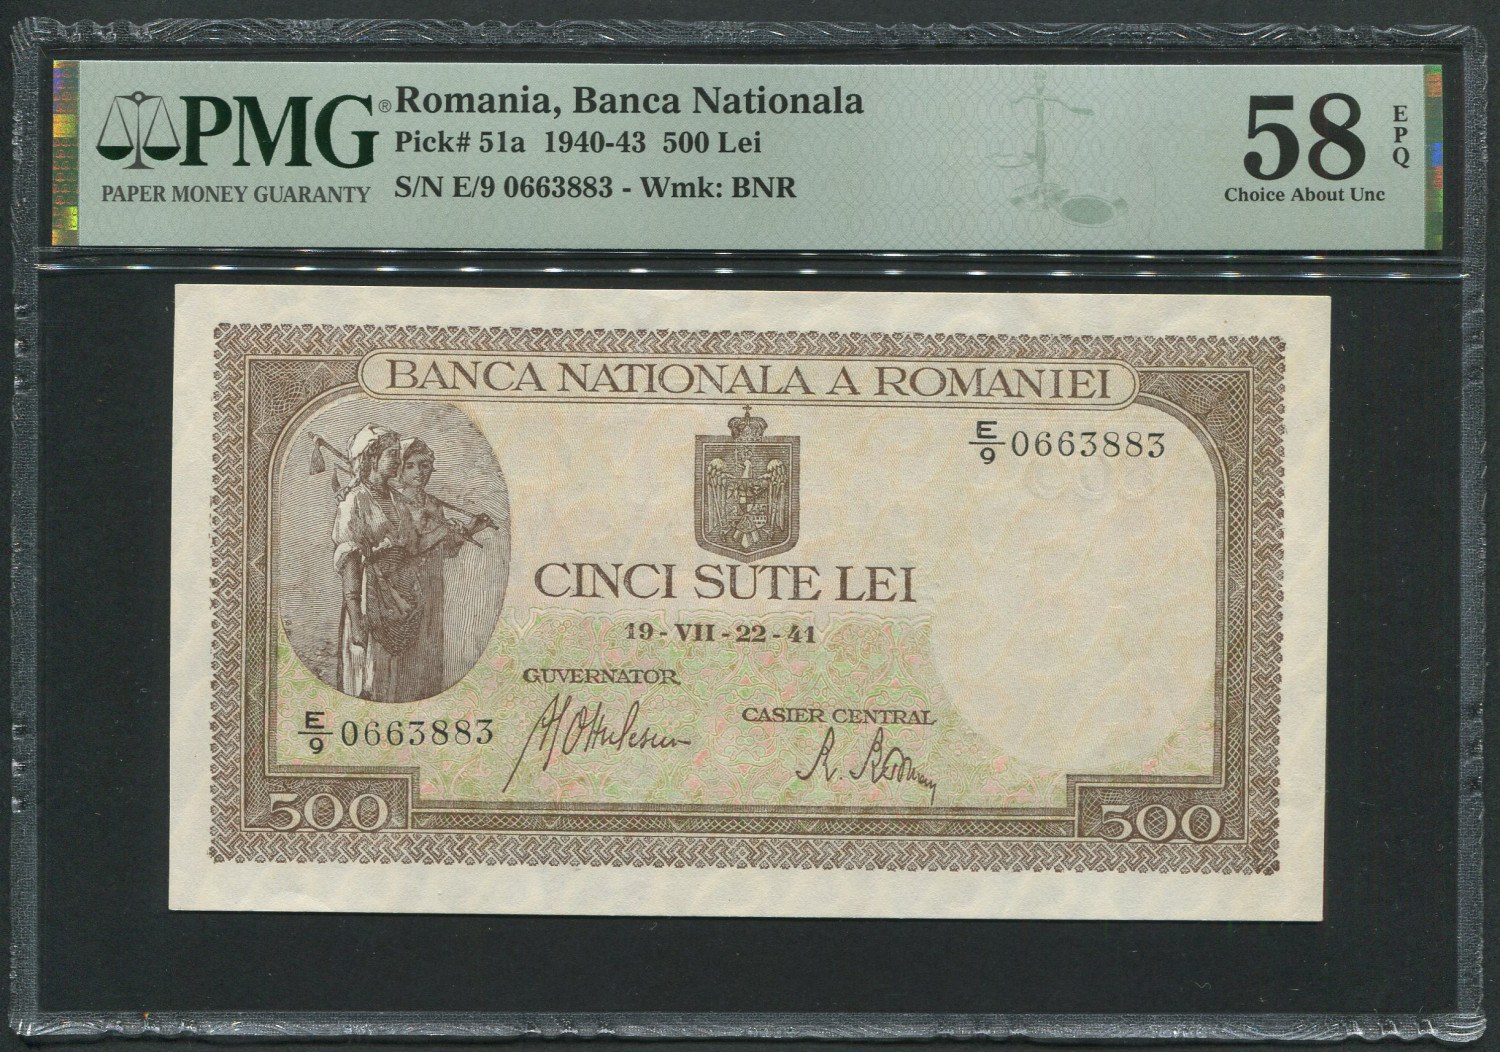 PMG®
PAPER MONEY GUARANTY
Romania, Banca Nationala
Pick# 51a 1940-43 500 Lei
S/N E/9 0663883 - Wmk: BNR
58
EPQ
Choice About Unc
BANCA NATIONALA A ROMANIEI
E/9 0663883
CINCI SUTE LEI
19-VII-22-41
GUVERNATOR
CASIER CENTRAL
E/9 0663883
500
500